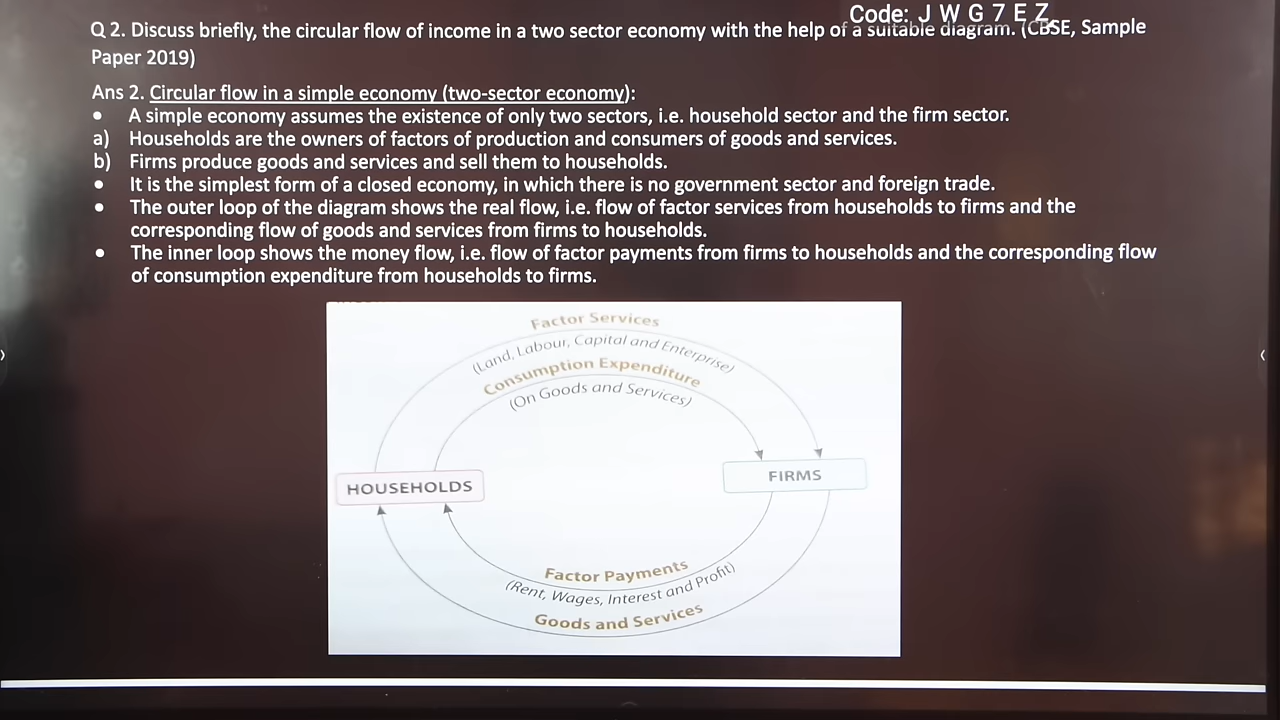 Code: J W G 7 E Z
Q 2. Discuss briefly, the circular flow of income in a two sector economy with the help of a suitable diagram. (CBSE, Sample
Paper 2019)
Ans 2. Circular flow in a simple economy (two-sector economy):
• A simple economy assumes the existence of only two sectors, i.e. household sector and the firm sector.
a) Households are the owners of factors of production and consumers of goods and services.
b) Firms produce goods and services and sell them to households.
• It is the simplest form of a closed economy, in which there is no government sector and foreign trade.
• The outer loop of the diagram shows the real flow, i.e. flow of factor services from households to firms and the
corresponding flow of goods and services from firms to households.
• The inner loop shows the money flow, i.e. flow of factor payments from firms to households and the corresponding flow
of consumption expenditure from households to firms.
Factor Services
(Land, Labour, Capital and Enterprise)
Consumption Expenditure
(On Goods and Services)
HOUSEHOLDS
FIRMS
Factor Payments
(Rent, Wages, Interest and Profit)
Goods and Services